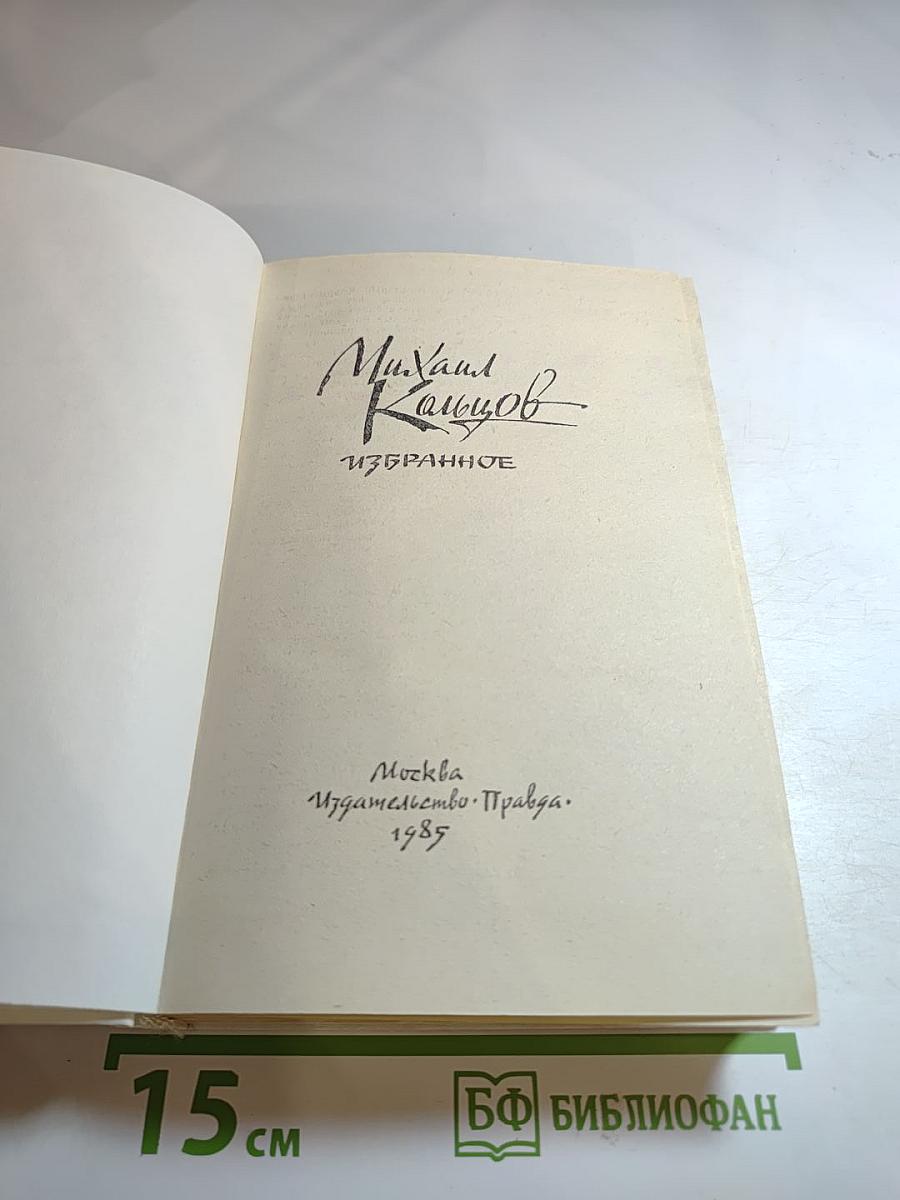 Михаил
Кольцов
ИЗБРАННОЕ
Москва
Издательство·Правда·
1985
15 см
БФ БИБЛИОФАН